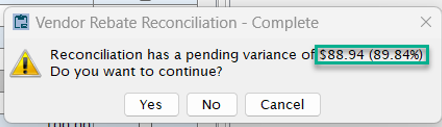 Vendor Rebate Reconciliation - Complete
Reconciliation has a pending variance of $88.94 (89.84%)
Do you want to continue?
Yes No Cancel